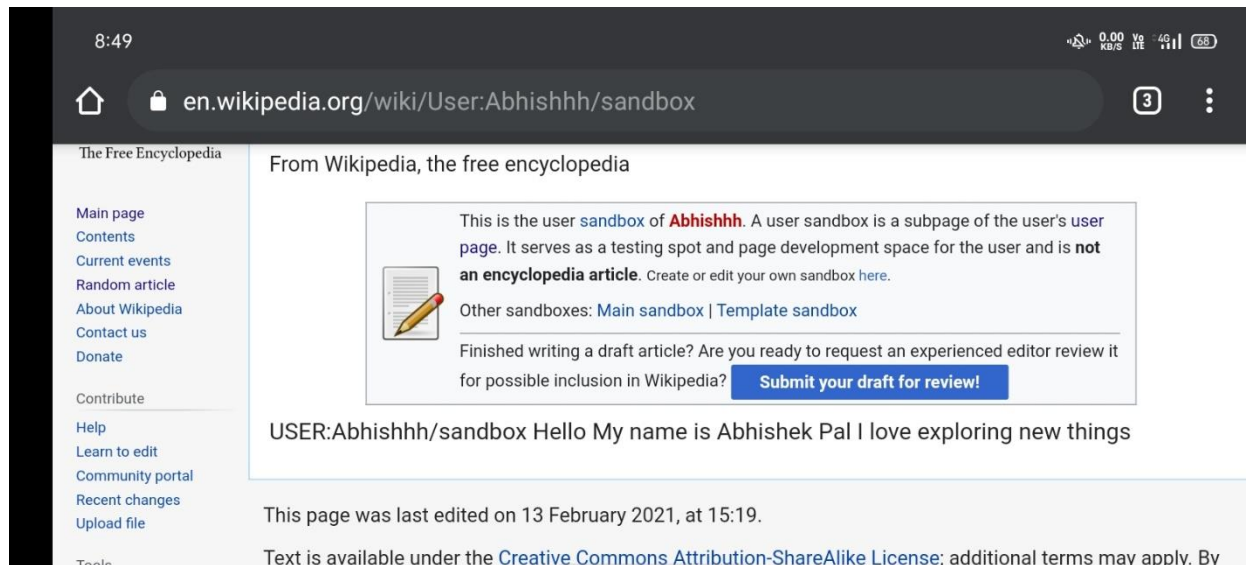 8:49
0.00 KB/S Vo LTE 4G 68
en.wikipedia.org/wiki/User:Abhishhh/sandbox
3
The Free Encyclopedia
Main page
Contents
Current events
Random article
About Wikipedia
Contact us
Donate
Contribute
Help
Learn to edit
Community portal
Recent changes
Upload file
Tools
From Wikipedia, the free encyclopedia
This is the user sandbox of Abhishhh. A user sandbox is a subpage of the user's user
page. It serves as a testing spot and page development space for the user and is not
an encyclopedia article. Create or edit your own sandbox here.
Other sandboxes: Main sandbox | Template sandbox
Finished writing a draft article? Are you ready to request an experienced editor review it
for possible inclusion in Wikipedia? Submit your draft for review!
USER:Abhishhh/sandbox Hello My name is Abhishek Pal I love exploring new things
This page was last edited on 13 February 2021, at 15:19.
Text is available under the Creative Commons Attribution-ShareAlike License; additional terms may apply. By